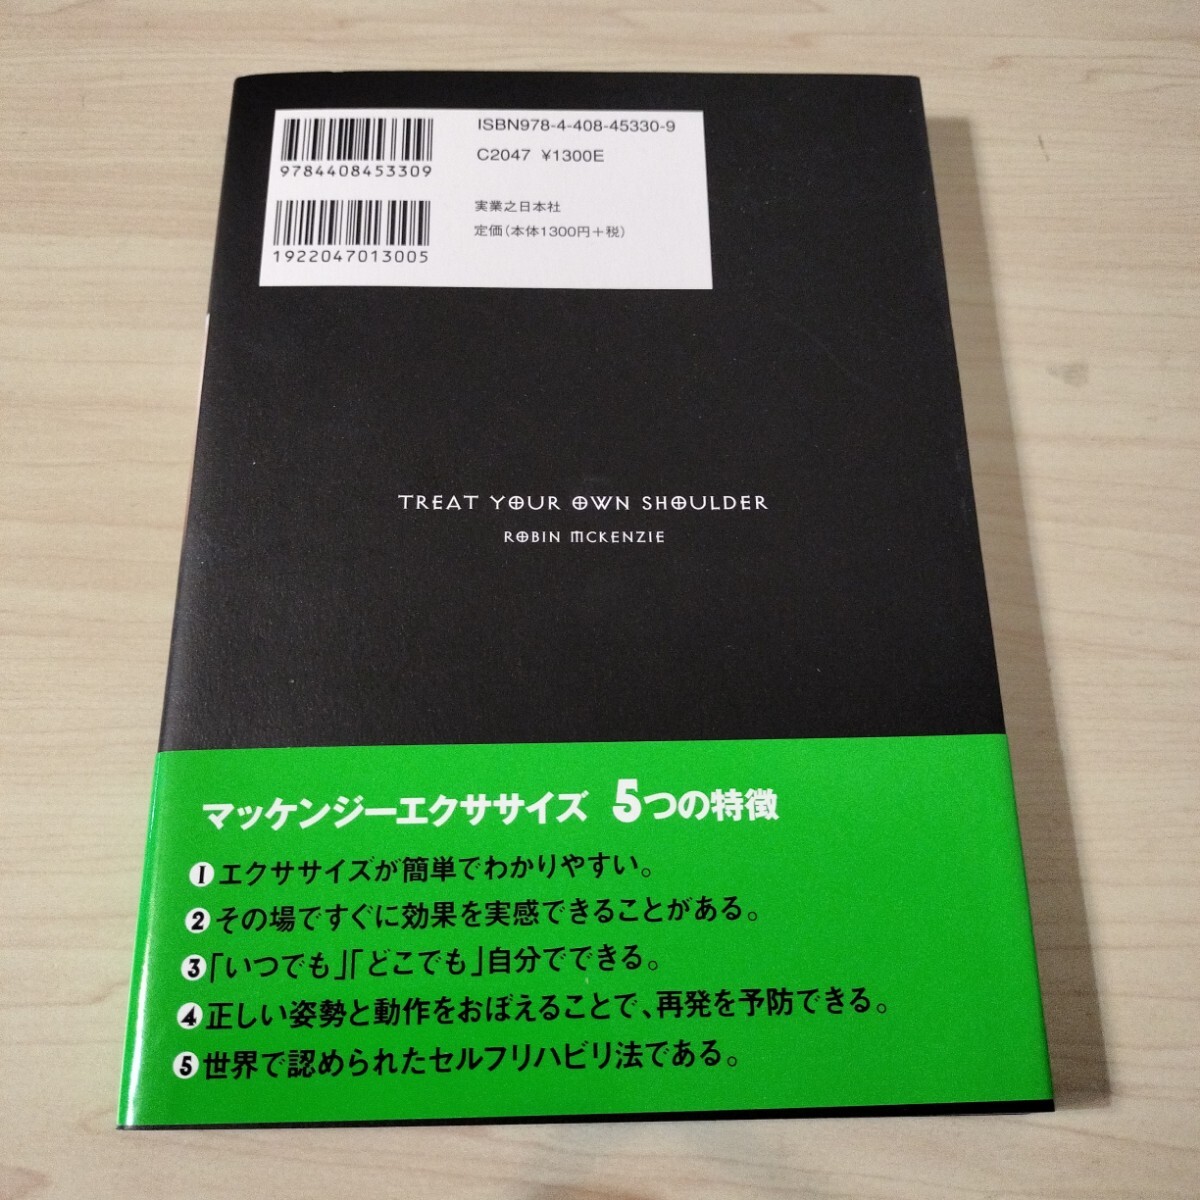 ISBN978-4-408-45330-9
C2047 ¥1300E
9784408453309
実業之日本社
定価(本体1300円+税)
1922047013005
TREAT YOUR OWN SHOULDER
ROBIN MCKENZIE
マッケンジーエクササイズ 5つの特徴
1 エクササイズが簡単でわかりやすい。
2 その場ですぐに効果を実感できることがある。
3 「いつでも」「どこでも」自分でできる。
4 正しい姿勢と動作をおぼえることで、再発を予防できる。
5 世界で認められたセルフリハビリ法である。